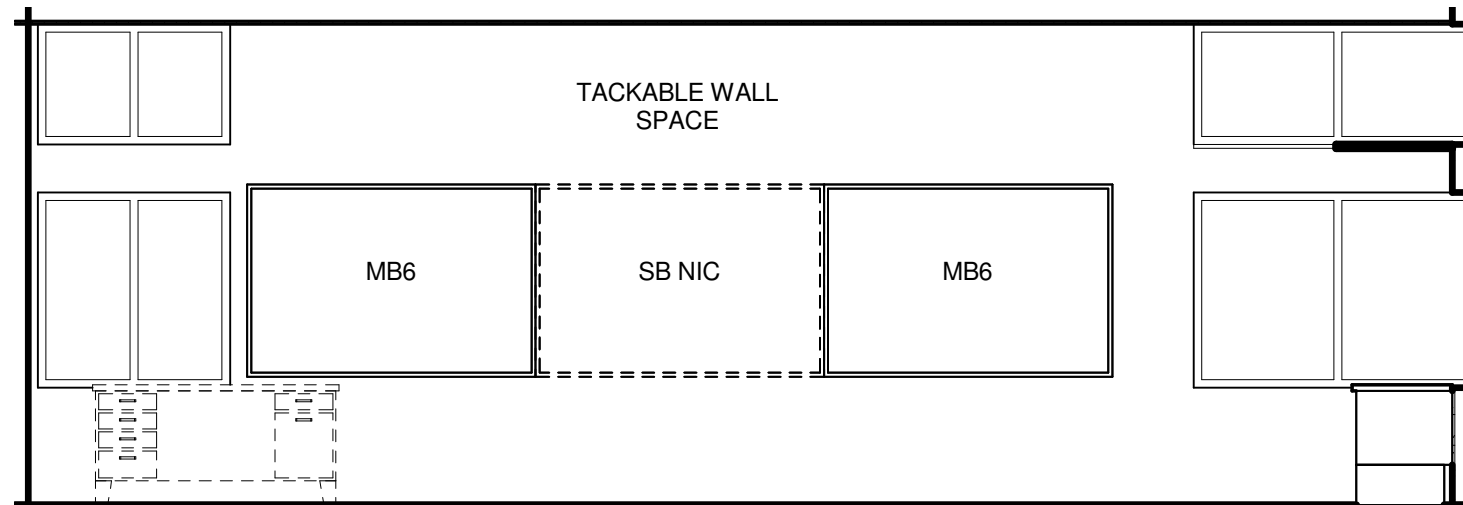 TACKABLE WALL
SPACE
MB6
SB NIC
MB6